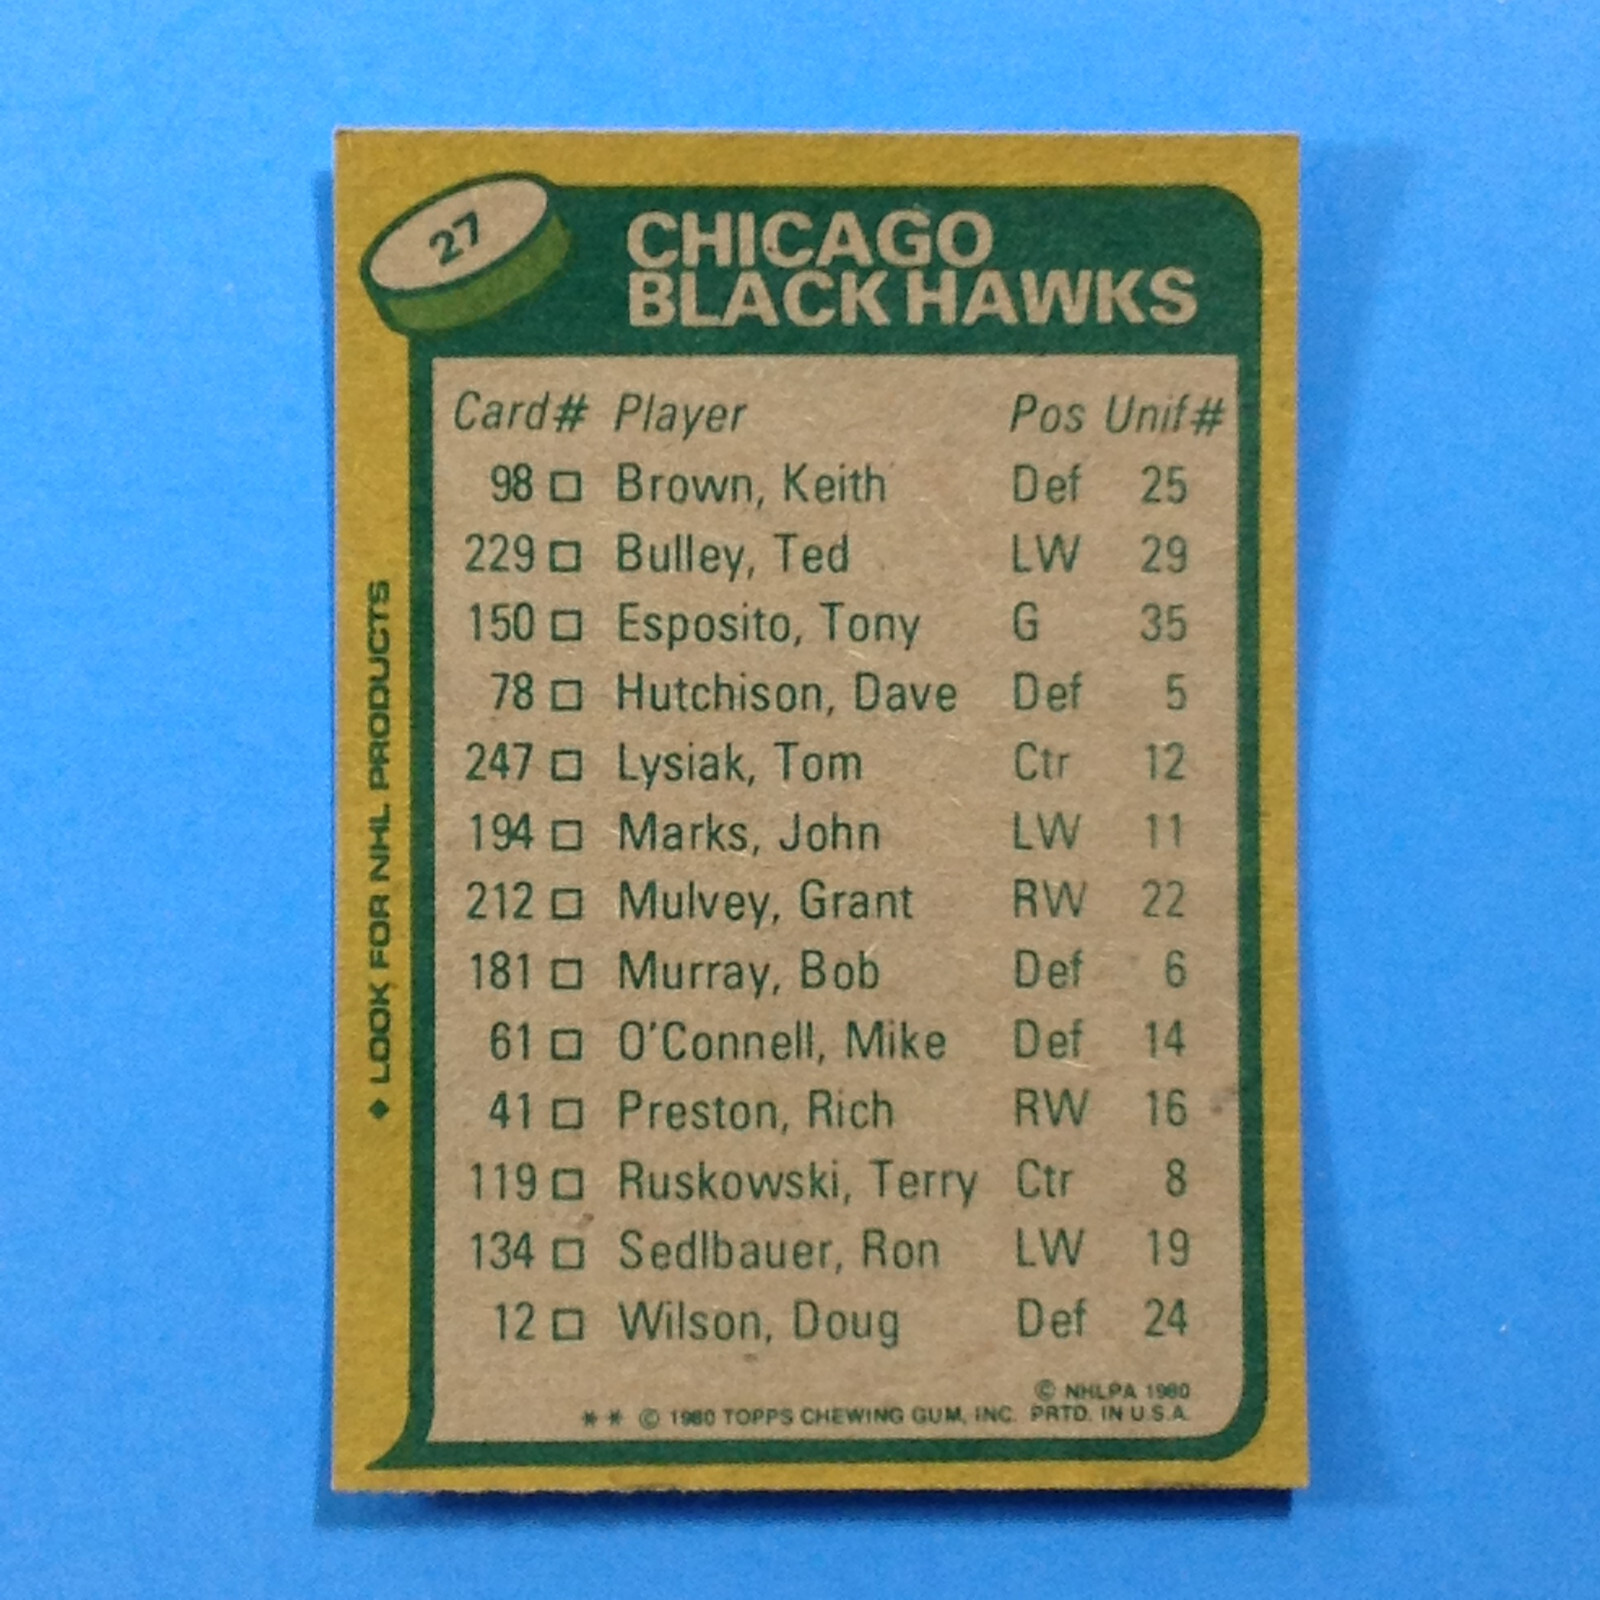 27
CHICAGO
BLACK HAWKS
Card# Player Pos Unif#
98 □ Brown, Keith Def 25
229 □ Bulley, Ted LW 29
150 □ Esposito, Tony G 35
78 □ Hutchison, Dave Def 5
247 □ Lysiak, Tom Ctr 12
194 □ Marks, John LW 11
212 □ Mulvey, Grant RW 22
181 □ Murray, Bob Def 6
61 □ O'Connell, Mike Def 14
41 □ Preston, Rich RW 16
119 □ Ruskowski, Terry Ctr 8
134 □ Sedlbauer, Ron LW 19
12 □ Wilson, Doug Def 24
© NHLPA 1980
** © 1980 TOPPS CHEWING GUM, INC. PRTD. IN U.S.A.
♦ LOOK FOR NHL PRODUCTS